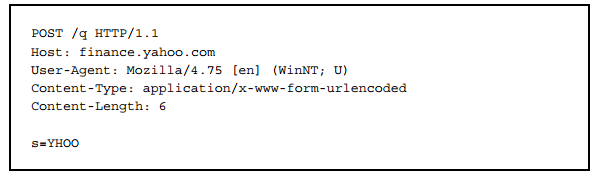 POST /q HTTP/1.1
Host: finance.yahoo.com
User-Agent: Mozilla/4.75 [en] (WinNT; U)
Content-Type: application/x-www-form-urlencoded
Content-Length: 6
s=YHOO